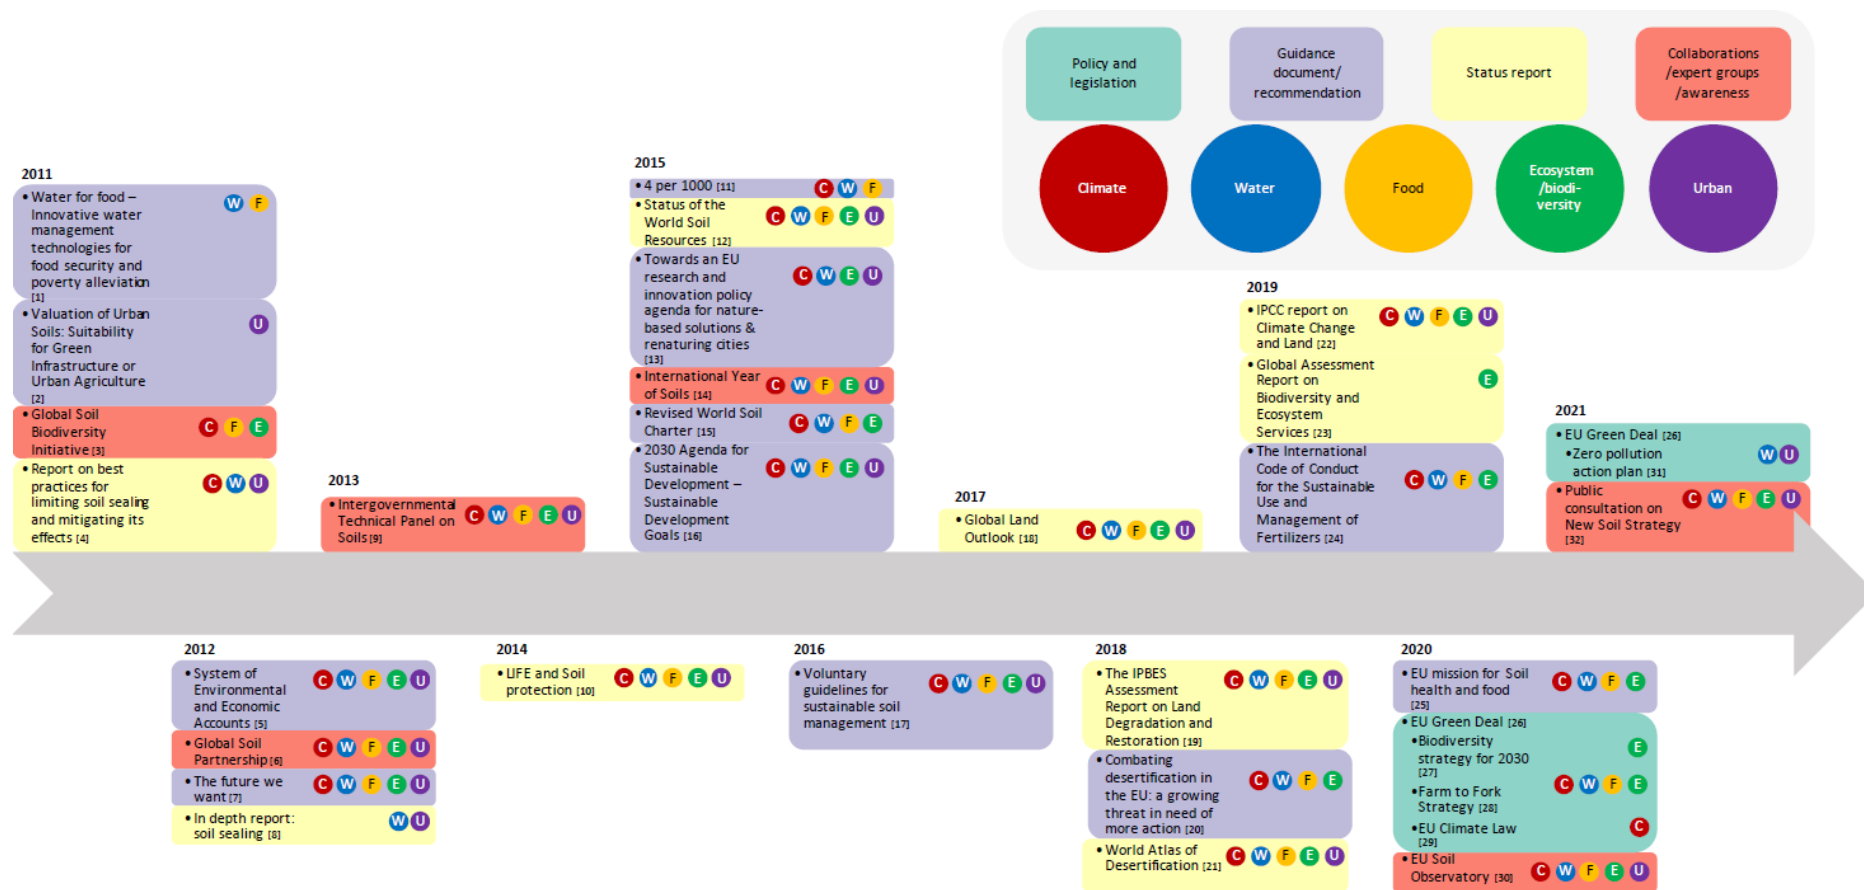 Policy and
legislation
Guidance
document/
recommendation
Status report
Collaborations
/expert groups
/awareness
Climate
Water
Food
Ecosystem
/biodi-
versity
Urban
2011
• Water for food –
Innovative water
management
technologies for
food security and
poverty alleviation
[1]
W F
• Valuation of Urban
Soils: Suitability
for Green
Infrastructure or
Urban Agriculture
[2]
U
• Global Soil
Biodiversity
Initiative [3]
C F E
• Report on best
practices for
limiting soil sealing
and mitigating its
effects [4]
C W U
2013
• Intergovernmental
Technical Panel on
Soils [9]
C W F E U
2015
• 4 per 1000 [11]
C W F
• Status of the
World Soil
Resources [12]
C W F E U
• Towards an EU
research and
innovation policy
agenda for nature-
based solutions &
renaturing cities
[13]
C W E U
• International Year
of Soils [14]
C W F E U
• Revised World Soil
Charter [15]
C W F E
• 2030 Agenda for
Sustainable
Development –
Sustainable
Development
Goals [16]
C W F E U
2017
• Global Land
Outlook [18]
C W F E U
2019
• IPCC report on
Climate Change
and Land [22]
C W F E U
• Global Assessment
Report on
Biodiversity and
Ecosystem
Services [23]
E
• The International
Code of Conduct
for the Sustainable
Use and
Management of
Fertilizers [24]
C W F E
2021
• EU Green Deal [26]
• Zero pollution
action plan [31]
W U
• Public
consultation on
New Soil Strategy
[32]
C W F E U
2012
• System of
Environmental
and Economic
Accounts [5]
C W F E U
• Global Soil
Partnership [6]
C W F E U
• The future we
want [7]
C W F E U
• In depth report:
soil sealing [8]
W U
2014
• LIFE and Soil
protection [10]
C W F E U
2016
• Voluntary
guidelines for
sustainable soil
management [17]
C W F E U
2018
• The IPBES
Assessment
Report on Land
Degradation and
Restoration [19]
C W F E U
• Combating
desertification in
the EU: a growing
threat in need of
more action [20]
C W F E
• World Atlas of
Desertification [21]
C W F E U
2020
• EU mission for Soil
health and food
[25]
C W F E
• EU Green Deal [26]
• Biodiversity
strategy for 2030
[27]
E
• Farm to Fork
Strategy [28]
C W F E
• EU Climate Law
[29]
C
• EU Soil
Observatory [30]
C W F E U